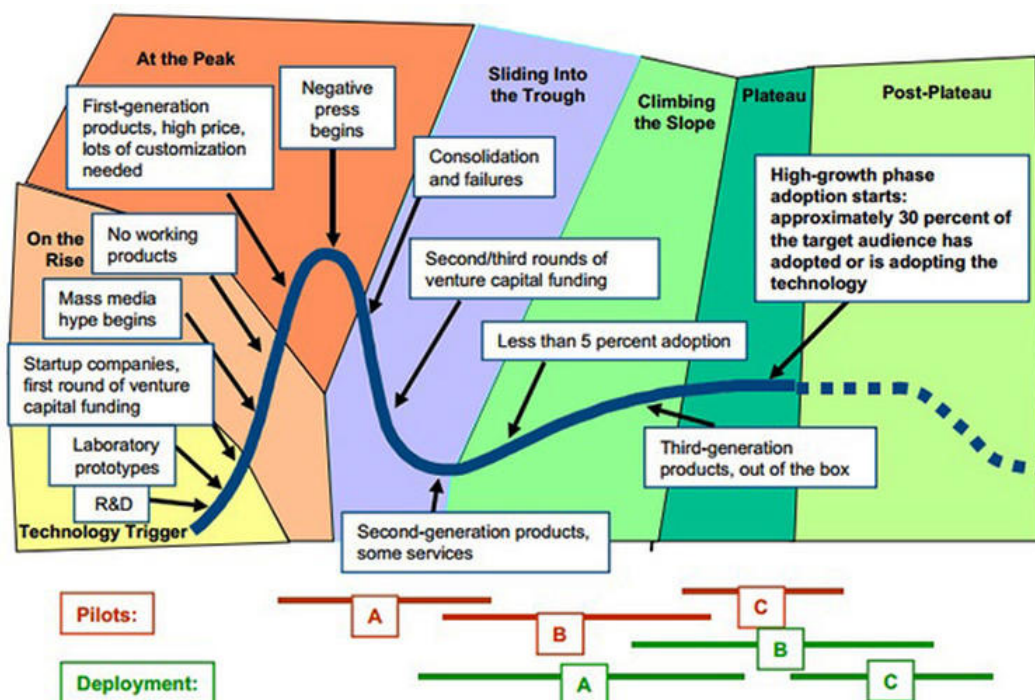 At the Peak
First-generation
products, high price,
lots of customization
needed
Negative
press
begins
Sliding Into
the Trough
Consolidation
and failures
Climbing
the Slope
Plateau
Post-Plateau
High-growth phase
adoption starts:
approximately 30 percent of
the target audience has
adopted or is adopting the
technology
On the
Rise
No working
products
Mass media
hype begins
Startup companies,
first round of venture
capital funding
Laboratory
prototypes
R&D
Technology Trigger
Second/third rounds of
venture capital funding
Less than 5 percent adoption
Third-generation
products, out of the box
Second-generation products,
some services
Pilots:
A
B
C
Deployment:
A
B
C